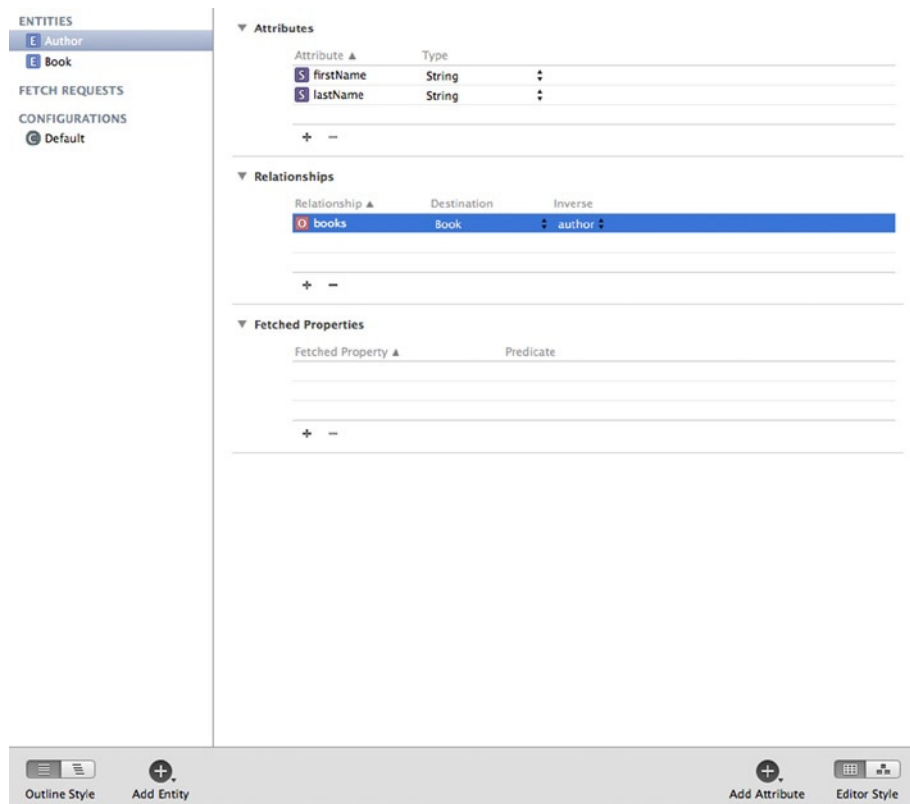 ENTITIES
E Author
E Book
FETCH REQUESTS
CONFIGURATIONS
C Default
▼ Attributes
Attribute ▲ Type
S firstName String
S lastName String
+ −
▼ Relationships
Relationship ▲ Destination Inverse
O books Book author
+ −
▼ Fetched Properties
Fetched Property ▲ Predicate
+ −
Outline Style Add Entity Add Attribute Editor Style